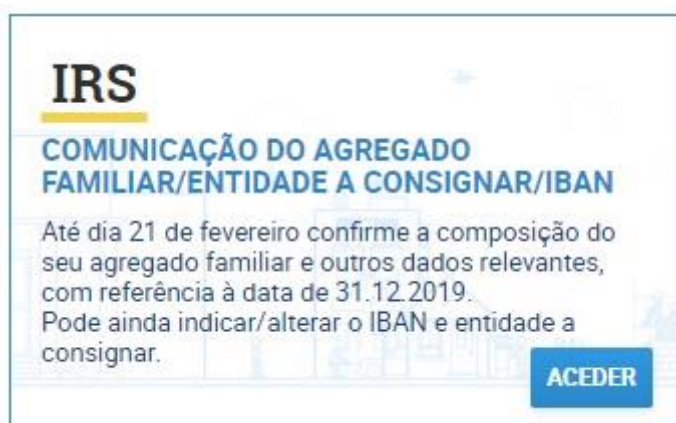 IRS
COMUNICAÇÃO DO AGREGADO
FAMILIAR/ENTIDADE A CONSIGNAR/IBAN
Até dia 21 de fevereiro confirme a composição do
seu agregado familiar e outros dados relevantes,
com referência à data de 31.12.2019.
Pode ainda indicar/alterar o IBAN e entidade a
consignar.
ACEDER